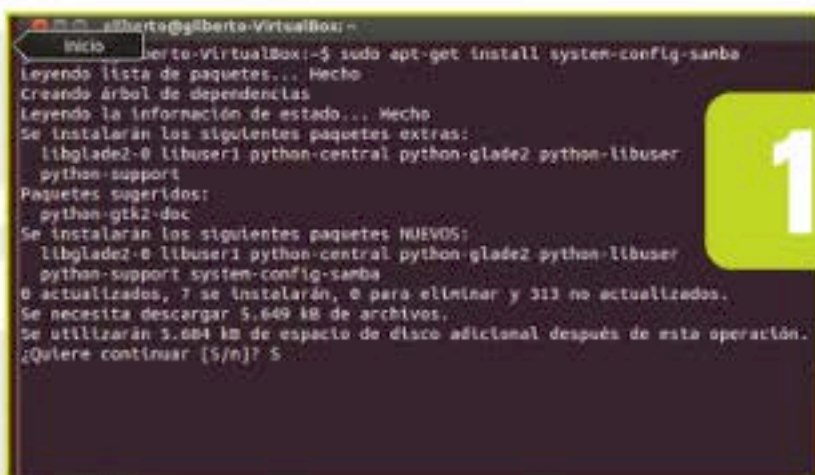 gilberto@gilberto-VirtualBox: ~
Inicio
berto-VirtualBox:~$ sudo apt-get install system-config-samba
Leyendo lista de paquetes... Hecho
Creando árbol de dependencias
Leyendo la información de estado... Hecho
Se instalarán los siguientes paquetes extras:
libglade2-0 libuser1 python-central python-glade2 python-libuser
python-support
Paquetes sugeridos:
python-gtk2-doc
Se instalarán los siguientes paquetes NUEVOS:
libglade2-0 libuser1 python-central python-glade2 python-libuser
python-support system-config-samba
0 actualizados, 7 se instalarán, 0 para eliminar y 313 no actualizados.
Se necesita descargar 5.649 kB de archivos.
Se utilizarán 5.604 kB de espacio de disco adicional después de esta operación.
¿Quiere continuar [S/n]? S
1